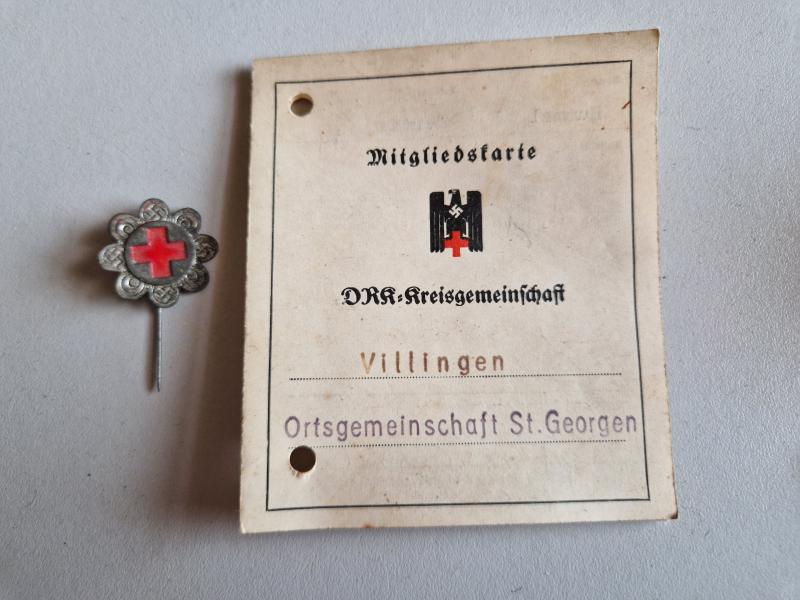 Mitgliedskarte
DRK-Kreisgemeinschaft
Villingen
Ortsgemeinschaft St. Georgen